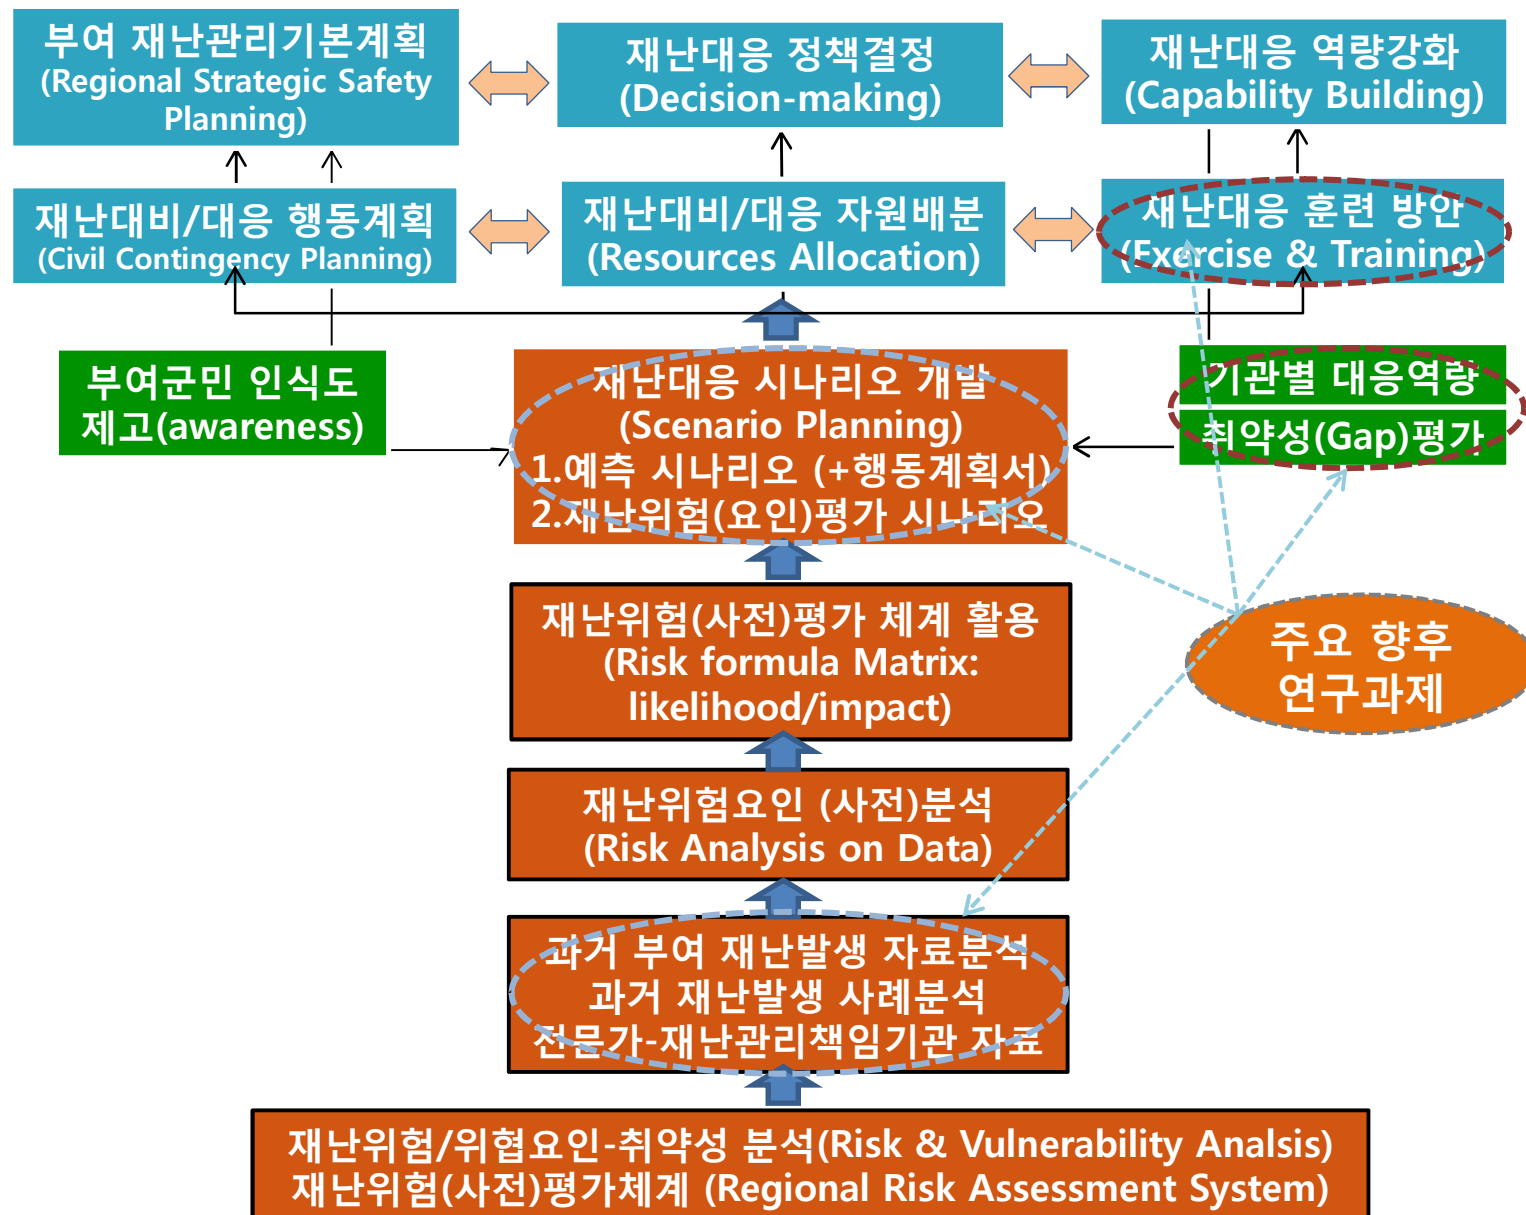 부여 재난관리기본계획
(Regional Strategic Safety
Planning)
재난대응 정책결정
(Decision-making)
재난대응 역량강화
(Capability Building)
재난대비/대응 행동계획
(Civil Contingency Planning)
재난대비/대응 자원배분
(Resources Allocation)
재난대응 훈련 방안
(Exercise & Training)
부여군민 인식도
제고(awareness)
재난대응 시나리오 개발
(Scenario Planning)
1.예측 시나리오 (+행동계획서)
2.재난위험(요인)평가 시나리오
기관별 대응역량
취약성(Gap)평가
재난위험(사전)평가 체계 활용
(Risk formula Matrix:
likelihood/impact)
주요 향후
연구과제
재난위험요인 (사전)분석
(Risk Analysis on Data)
과거 부여 재난발생 자료분석
과거 재난발생 사례분석
전문가-재난관리책임기관 자료
재난위험/위협요인-취약성 분석(Risk & Vulnerability Analsis)
재난위험(사전)평가체계 (Regional Risk Assessment System)